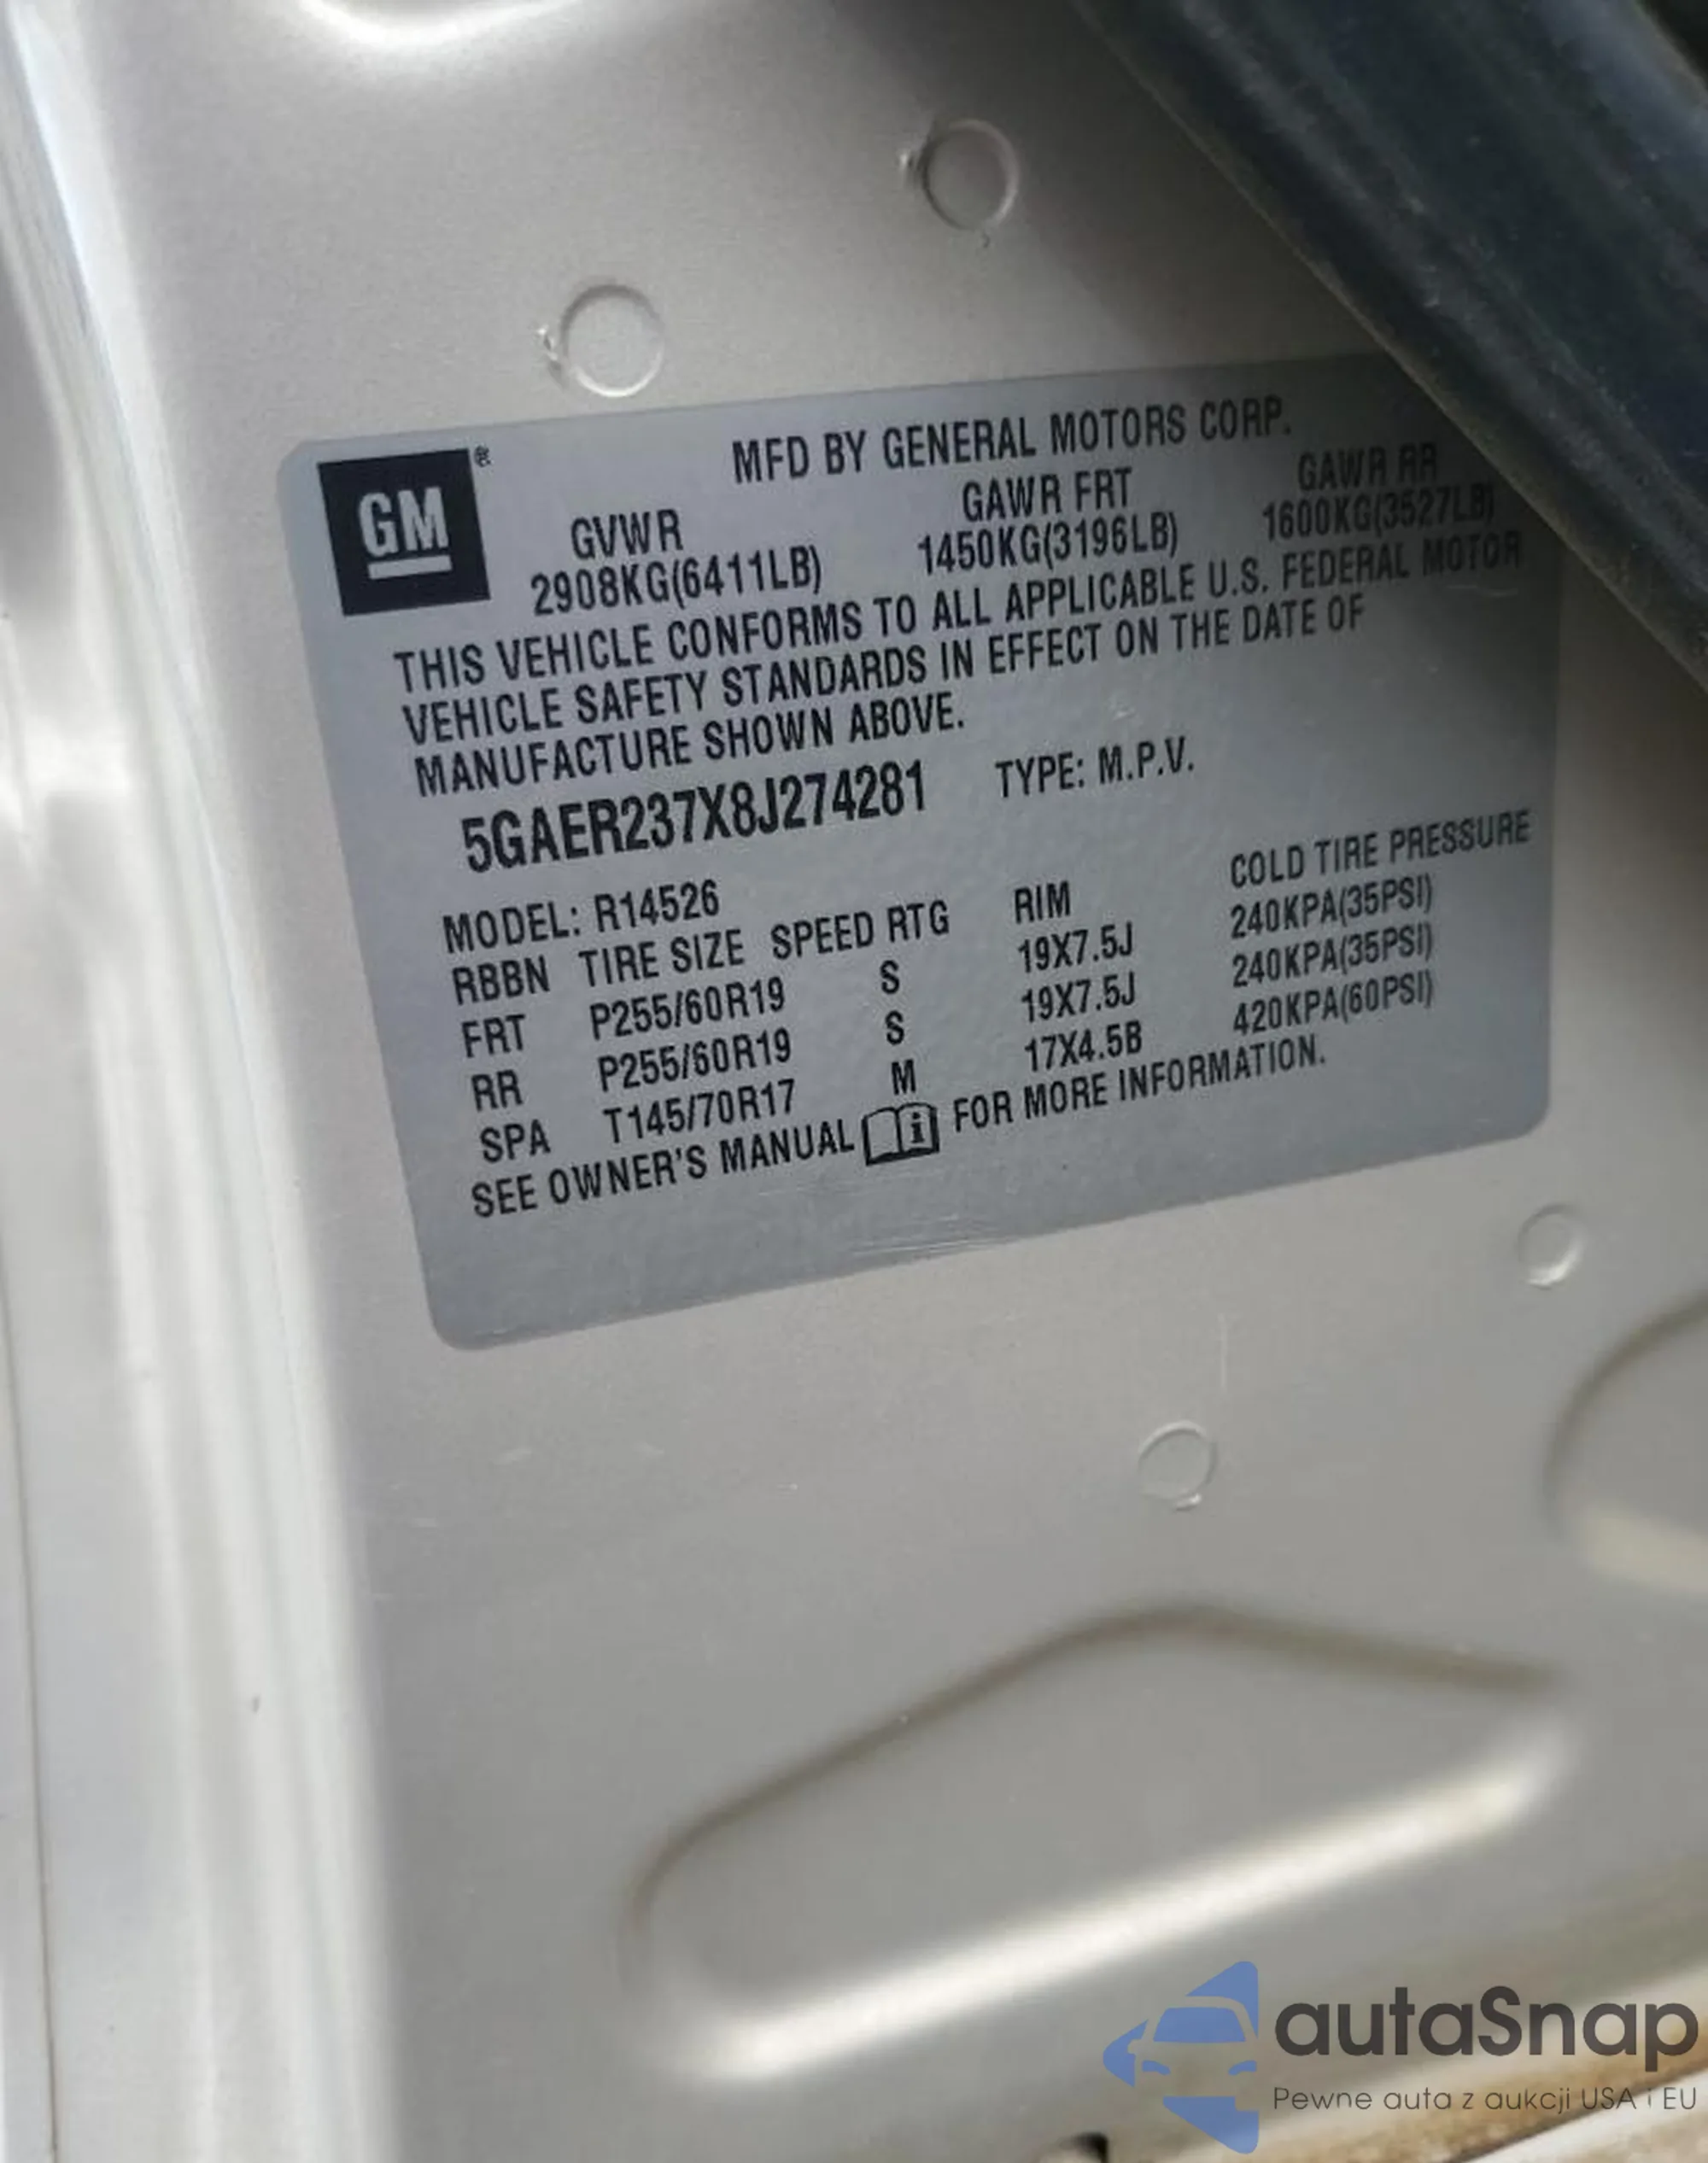 MFD BY GENERAL MOTORS CORP.
GM®
GVWR GAWR FRT GAWR RR
2908KG(6411LB) 1450KG(3196LB) 1600KG(3527LB)
THIS VEHICLE CONFORMS TO ALL APPLICABLE U.S. FEDERAL MOTOR
VEHICLE SAFETY STANDARDS IN EFFECT ON THE DATE OF
MANUFACTURE SHOWN ABOVE.
5GAER237X8J274281 TYPE: M.P.V.
MODEL: R14526
RBBN TIRE SIZE SPEED RTG RIM COLD TIRE PRESSURE
FRT P255/60R19 S 19X7.5J 240KPA(35PSI)
RR P255/60R19 S 19X7.5J 240KPA(35PSI)
SPA T145/70R17 M 17X4.5B 420KPA(60PSI)
SEE OWNER'S MANUAL i FOR MORE INFORMATION.
autaSnap
Pewne auta z aukcji USA i EU